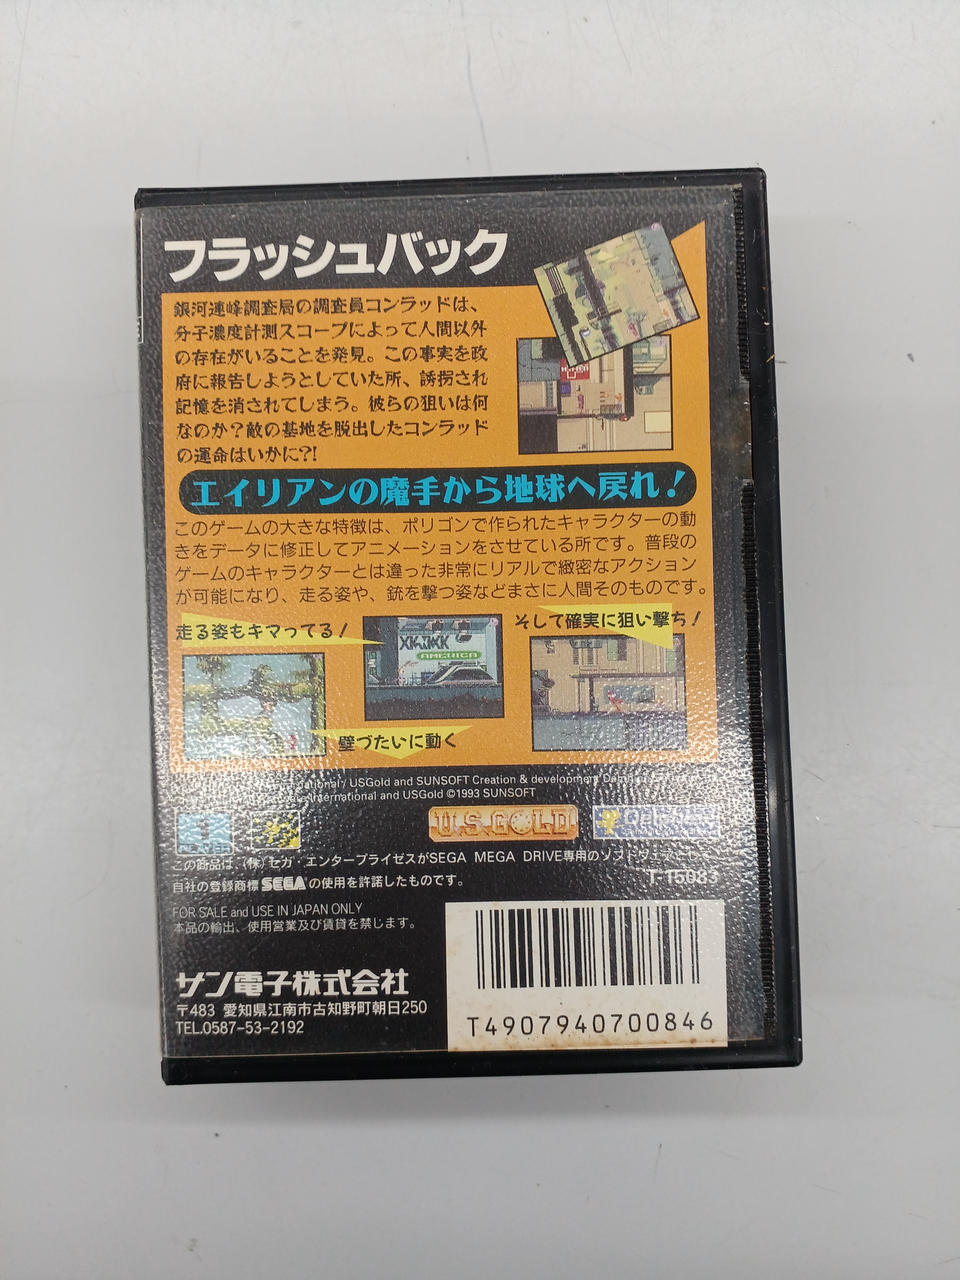 フラッシュバック
銀河連峰調査局の調査員コンラッドは、
分子濃度計測スコープによって人間以外
の存在がいることを発見。この事実を政
府に報告しようとしていた所、誘拐され
記憶を消されてしまう。彼らの狙いは何
なのか?敵の基地を脱出したコンラッド
の運命はいかに?!
エイリアンの魔手から地球へ戻れ!
このゲームの大きな特徴は、ポリゴンで作られたキャラクターの動
きをデータに修正してアニメーションをさせている所です。普段の
ゲームのキャラクターとは違った非常にリアルで緻密なアクション
が可能になり、走る姿や、銃を撃つ姿などまさに人間そのものです。
走る姿もキマってる!
そして確実に狙い撃ち!
AMERICA
壁づたいに動く
USGold and SUNSOFT Creation & development
International and USGold ©1993 SUNSOFT
U.S.GOLD
この商品は、(株)セガ・エンタープライゼスがSEGA MEGA DRIVE専用のソフトウェア
自社の登録商標SEGA®の使用を許諾したものです。
T-15083
FOR SALE and USE IN JAPAN ONLY
本品の輸出、使用営業及び賃貸を禁じます。
サン電子株式会社
〒483 愛知県江南市古知野町朝日250
TEL.0587-53-2192
T4907940700846